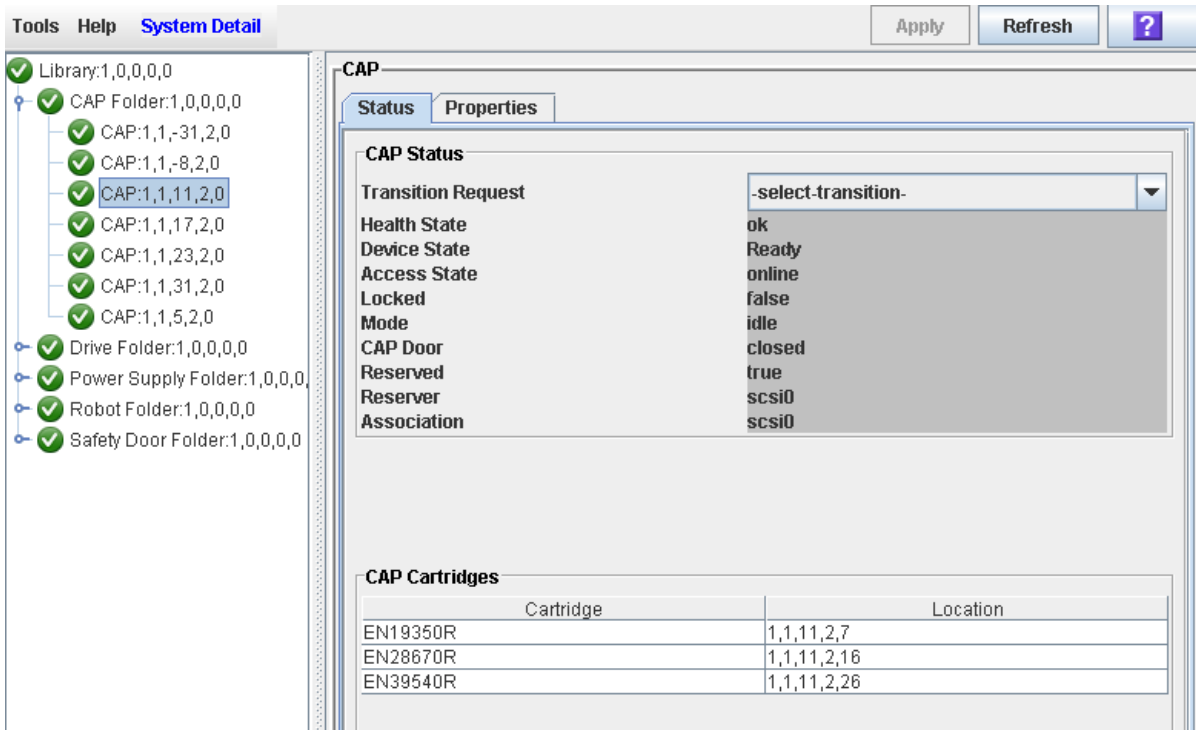 Tools Help System Detail Apply Refresh ?
Library:1,0,0,0,0
CAP Folder:1,0,0,0,0
CAP:1,1,-31,2,0
CAP:1,1,-8,2,0
CAP:1,1,11,2,0
CAP:1,1,17,2,0
CAP:1,1,23,2,0
CAP:1,1,31,2,0
CAP:1,1,5,2,0
Drive Folder:1,0,0,0,0
Power Supply Folder:1,0,0,0,
Robot Folder:1,0,0,0,0
Safety Door Folder:1,0,0,0,0
CAP
Status Properties
CAP Status
Transition Request -select-transition-
Health State ok
Device State Ready
Access State online
Locked false
Mode idle
CAP Door closed
Reserved true
Reserver scsi0
Association scsi0
CAP Cartridges
Cartridge Location
EN19350R 1,1,11,2,7
EN28670R 1,1,11,2,16
EN39540R 1,1,11,2,26